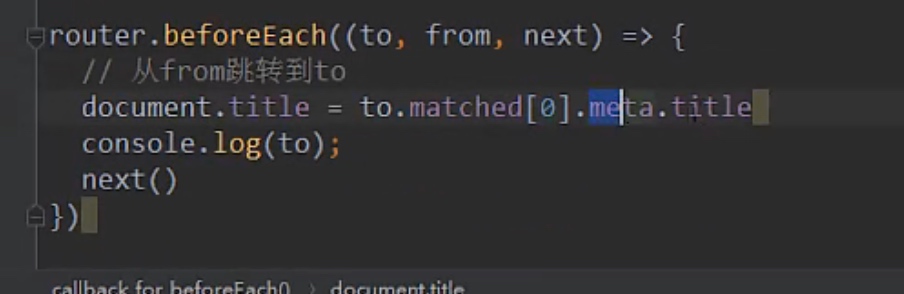 router.beforeEach((to, from, next) => {
// 从from跳转到to
document.title = to.matched[0].meta.title
console.log(to);
next()
})
callback for beforeEach() > document.title